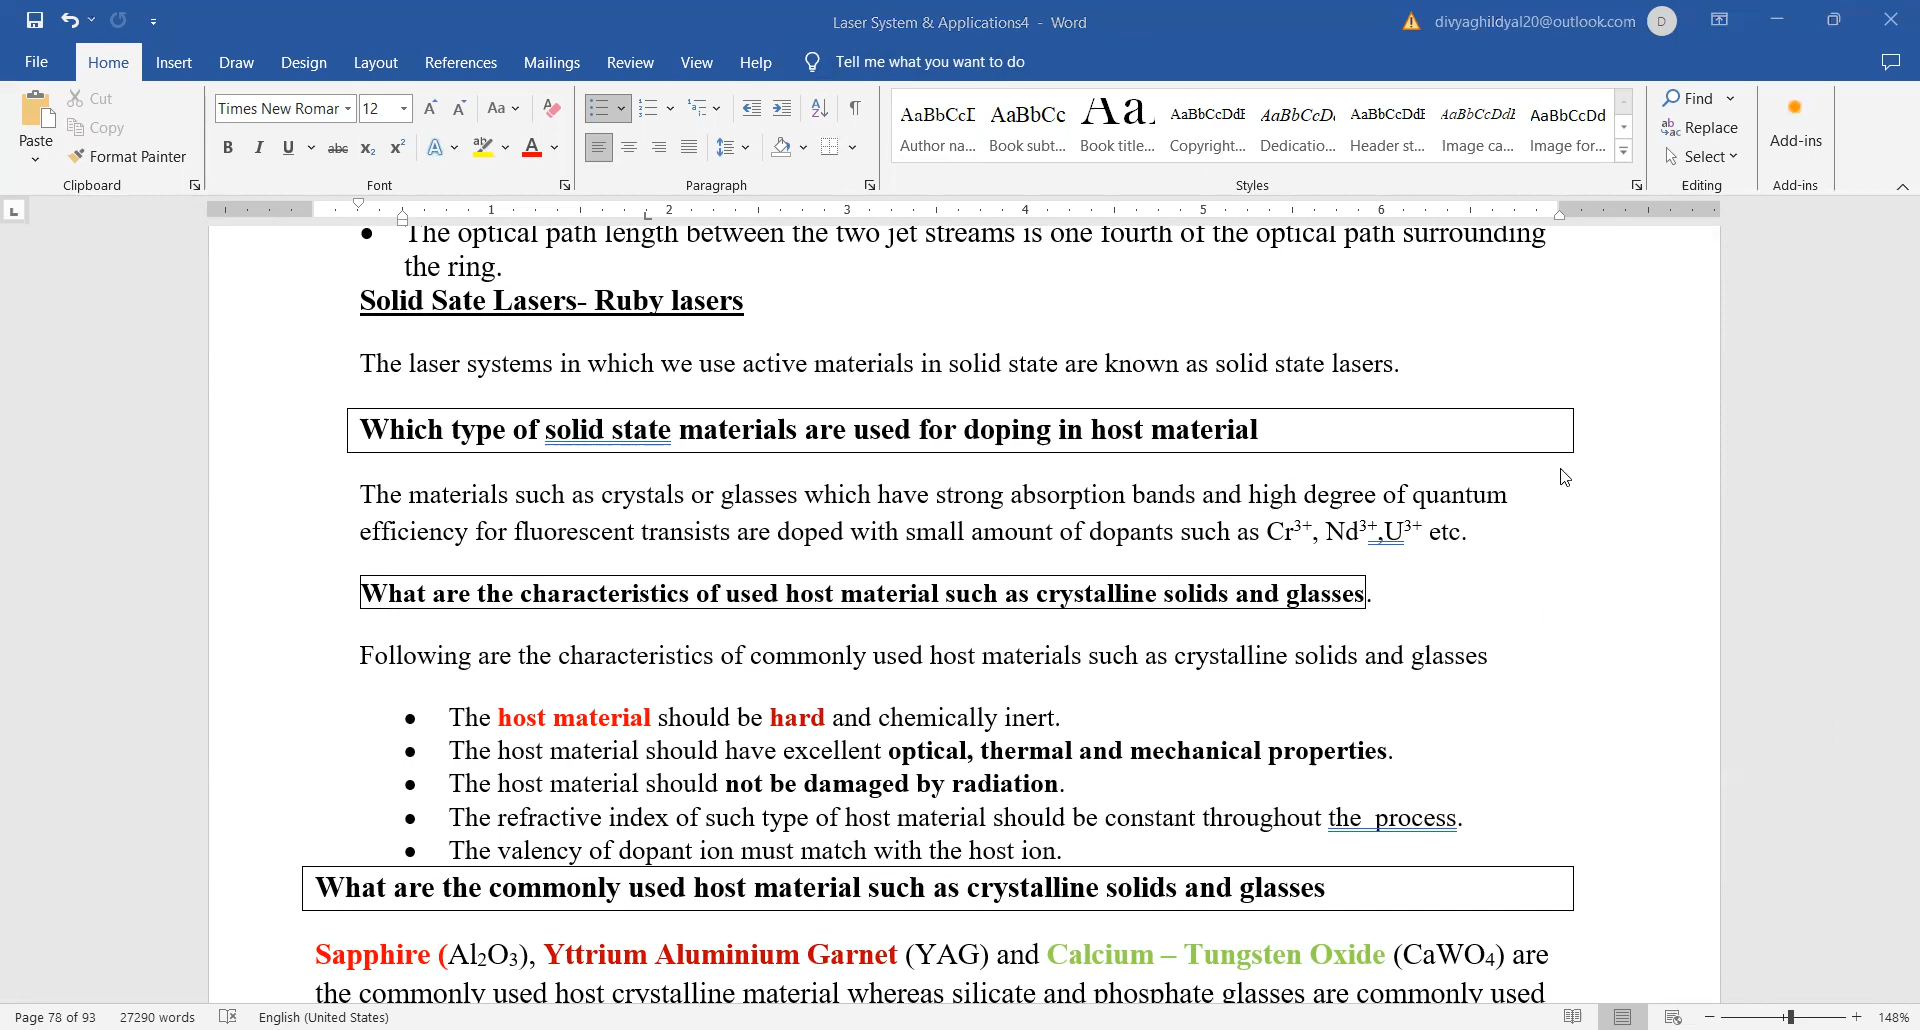 Laser System & Applications4 - Word
divyaghildyal20@outlook.com D
File Home Insert Draw Design Layout References Mailings Review View Help Tell me what you want to do
Paste
Cut
Copy
Format Painter
Clipboard
Times New Romar 12
Aa
B I U abc x₂ x² A A
Font
Paragraph
AaBbCcI AaBbCc Aa. AaBbCcDdE AaBbCcD AaBbCcDdE AaBbCcDdE AaBbCcDd
Author na... Book subt... Book title... Copyright... Dedicatio... Header st... Image ca... Image for...
Styles
Find
Replace
Select
Editing
Add-ins
Add-ins
1 2 3 4 5 6
• The optical path length between the two jet streams is one fourth of the optical path surrounding
the ring.
Solid Sate Lasers- Ruby lasers
The laser systems in which we use active materials in solid state are known as solid state lasers.
Which type of solid state materials are used for doping in host material
The materials such as crystals or glasses which have strong absorption bands and high degree of quantum
efficiency for fluorescent transists are doped with small amount of dopants such as Cr³⁺, Nd³⁺,U³⁺ etc.
What are the characteristics of used host material such as crystalline solids and glasses.
Following are the characteristics of commonly used host materials such as crystalline solids and glasses
• The host material should be hard and chemically inert.
• The host material should have excellent optical, thermal and mechanical properties.
• The host material should not be damaged by radiation.
• The refractive index of such type of host material should be constant throughout the process.
• The valency of dopant ion must match with the host ion.
What are the commonly used host material such as crystalline solids and glasses
Sapphire (Al₂O₃), Yttrium Aluminium Garnet (YAG) and Calcium – Tungsten Oxide (CaWO₄) are
the commonly used host crystalline material whereas silicate and phosphate glasses are commonly used
Page 78 of 93 27290 words English (United States) 148%